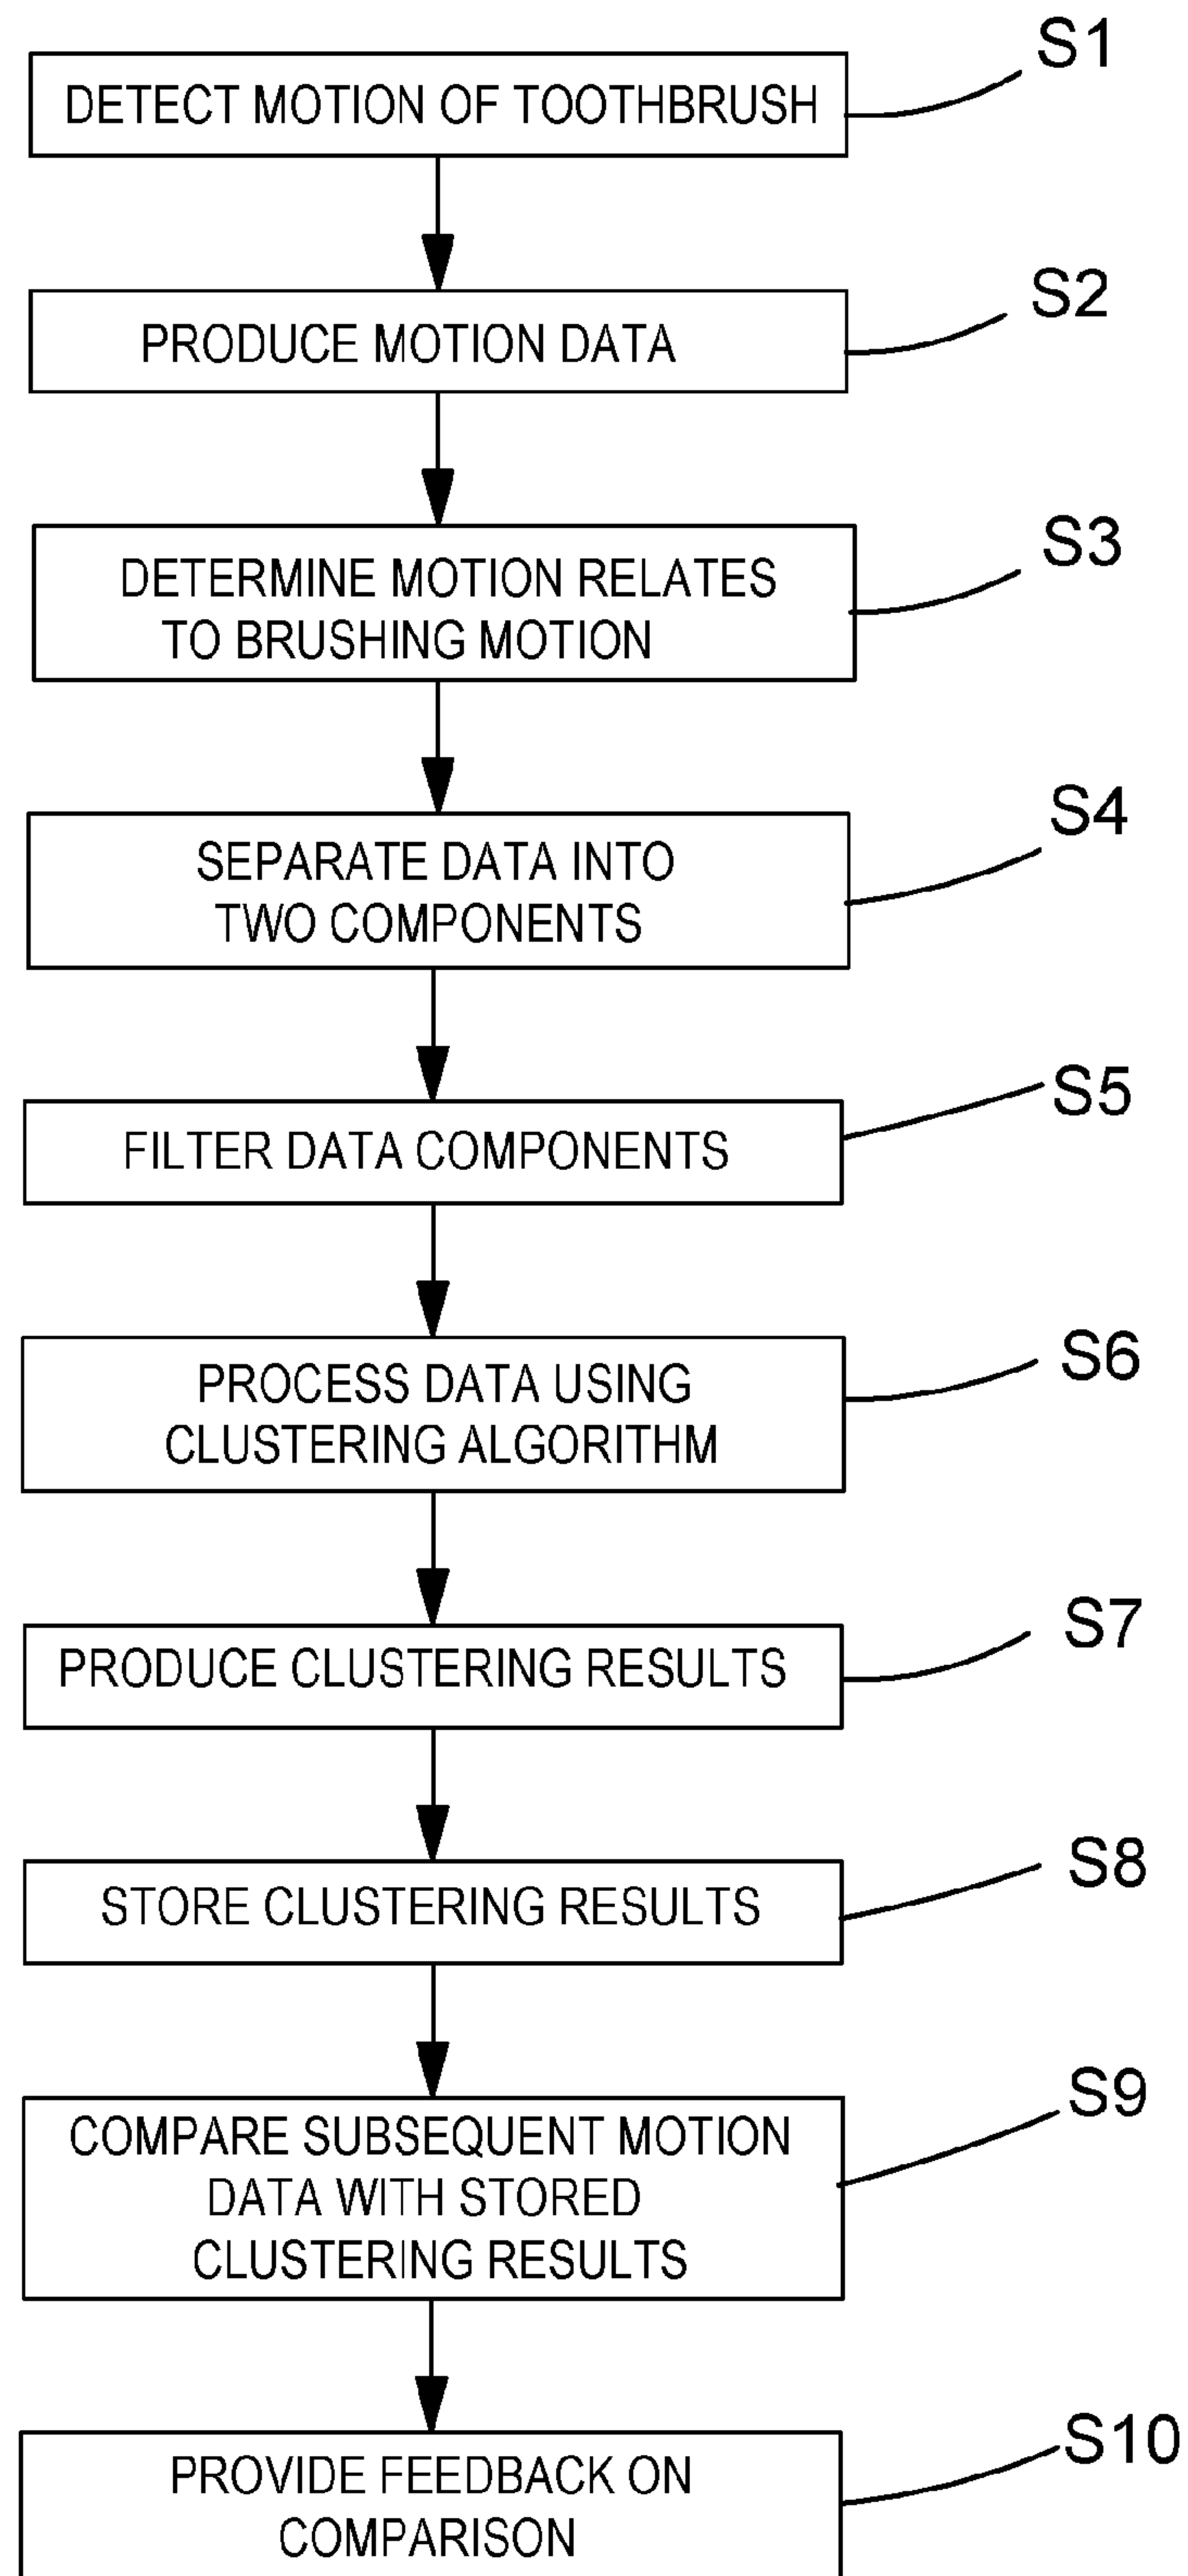 S1
DETECT MOTION OF TOOTHBRUSH
S2
PRODUCE MOTION DATA
S3
DETERMINE MOTION RELATES
TO BRUSHING MOTION
S4
SEPARATE DATA INTO
TWO COMPONENTS
S5
FILTER DATA COMPONENTS
S6
PROCESS DATA USING
CLUSTERING ALGORITHM
S7
PRODUCE CLUSTERING RESULTS
S8
STORE CLUSTERING RESULTS
S9
COMPARE SUBSEQUENT MOTION
DATA WITH STORED
CLUSTERING RESULTS
S10
PROVIDE FEEDBACK ON
COMPARISON